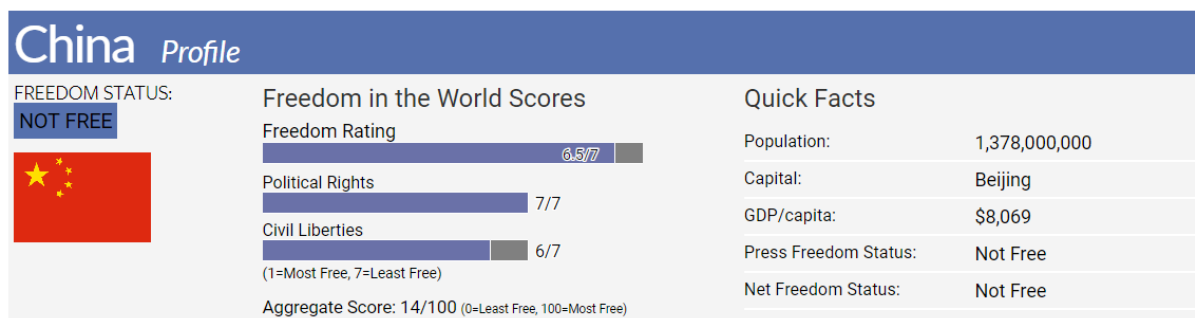 China Profile
FREEDOM STATUS:
NOT FREE
Freedom in the World Scores
Freedom Rating
6.5/7
Political Rights
7/7
Civil Liberties
6/7
(1=Most Free, 7=Least Free)
Aggregate Score: 14/100 (0=Least Free, 100=Most Free)
Quick Facts
Population: 1,378,000,000
Capital: Beijing
GDP/capita: $8,069
Press Freedom Status: Not Free
Net Freedom Status: Not Free